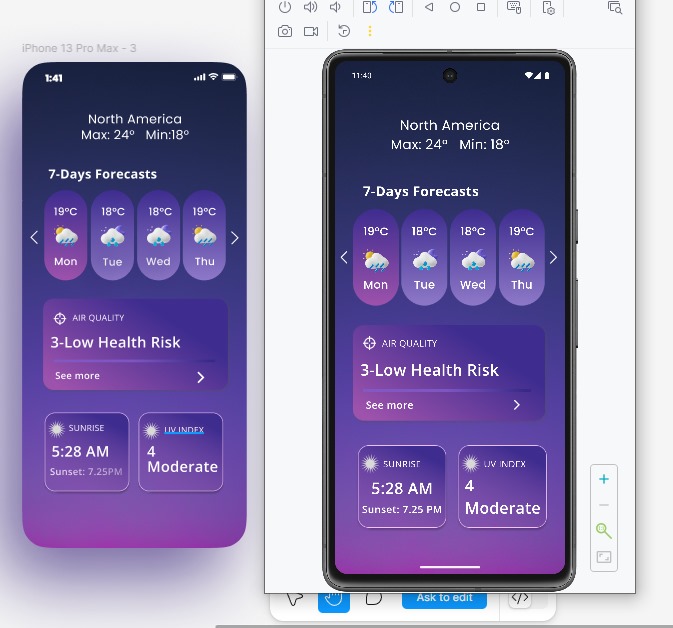 iPhone 13 Pro Max - 3
1:41
North America
Max: 24° Min:18°
7-Days Forecasts
19°C 18°C 18°C 19°C
Mon Tue Wed Thu
AIR QUALITY
3-Low Health Risk
See more
SUNRISE
5:28 AM
Sunset: 7.25PM
UV INDEX
4
Moderate
11:40
North America
Max: 24° Min: 18°
7-Days Forecasts
19°C 18°C 18°C 19°C
Mon Tue Wed Thu
AIR QUALITY
3-Low Health Risk
See more
SUNRISE
5:28 AM
Sunset: 7.25 PM
UV INDEX
4
Moderate
Ask to edit